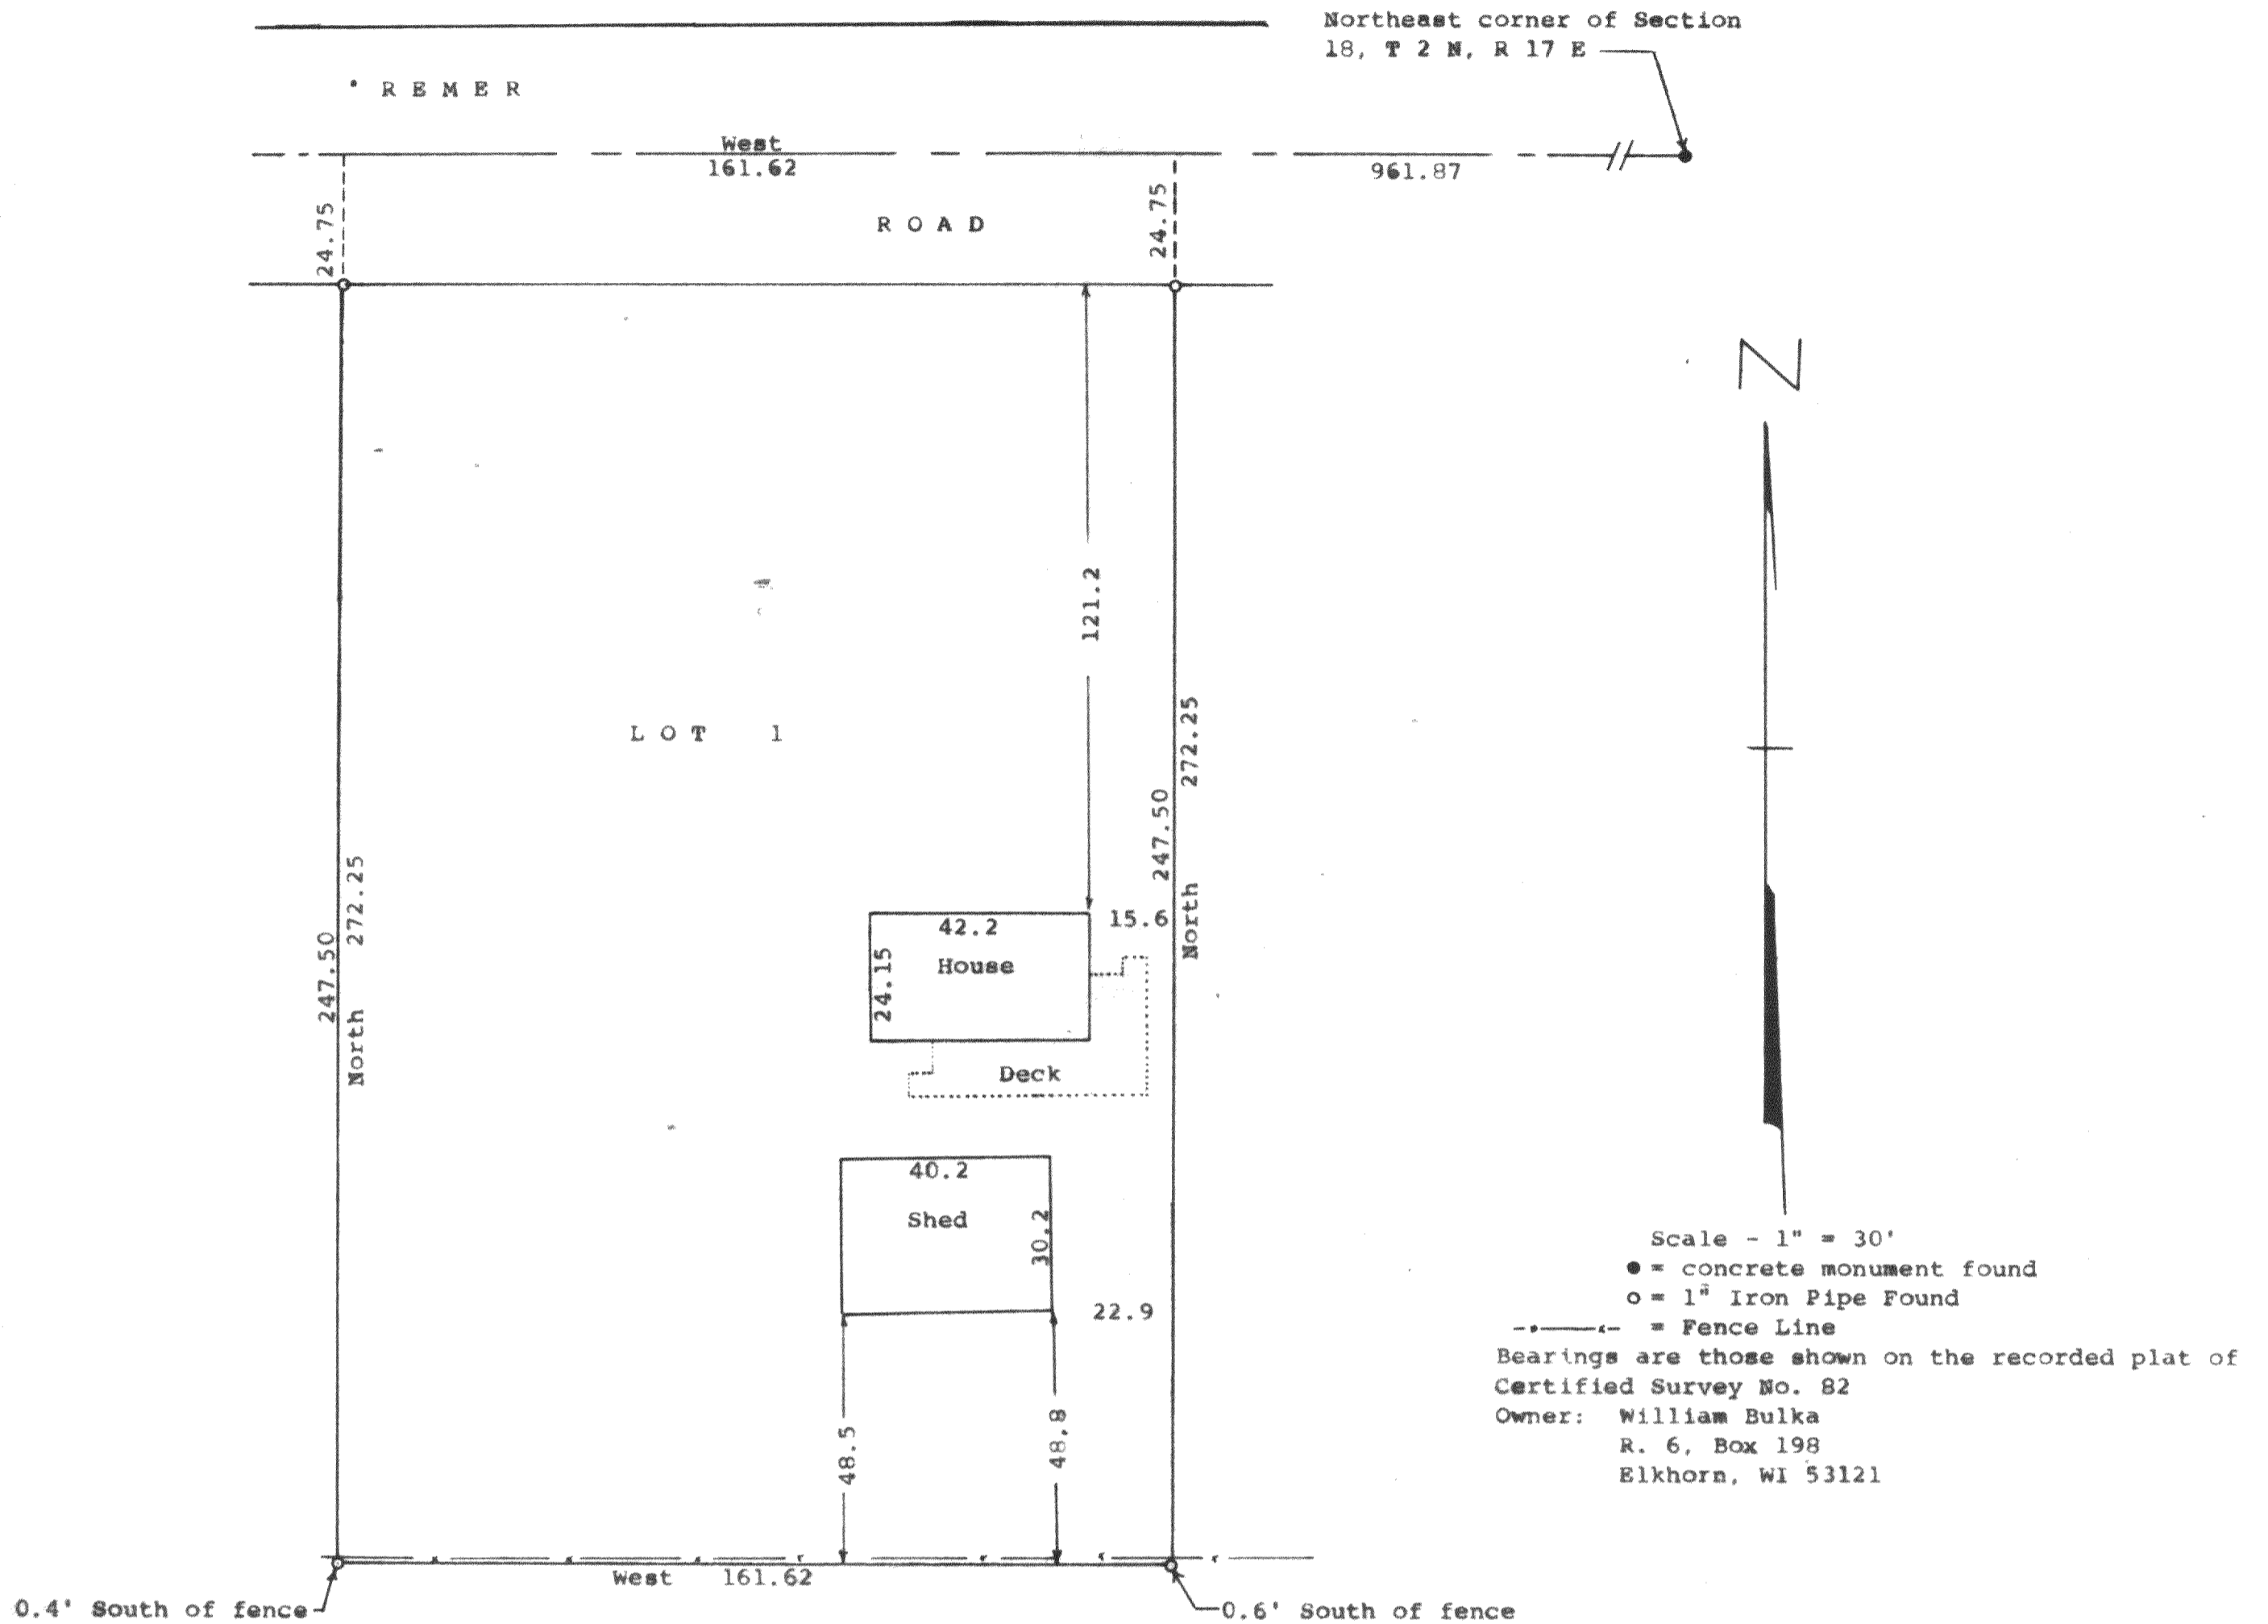 Northeast corner of Section
18, T 2 N, R 17 E
R E M E R
West
161.62
961.87
24.75
24.75
R O A D
121.2
L O T 1
North 272.25
247.50
North 272.25
247.50
42.2
15.6
House
24.15
Deck
40.2
Shed
30.2
22.9
48.5
48.8
West 161.62
0.4' South of fence
0.6' South of fence
N
Scale - 1" = 30'
● = concrete monument found
o = 1" Iron Pipe Found
= Fence Line
Bearings are those shown on the recorded plat of
Certified Survey No. 82
Owner: William Bulka
R. 6, Box 198
Elkhorn, WI 53121